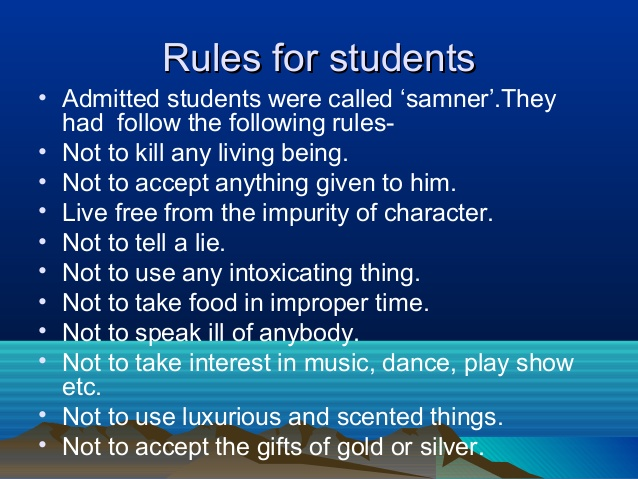 Rules for students
• Admitted students were called ‘samner’.They
had  follow the following rules-
• Not to kill any living being.
• Not to accept anything given to him.
• Live free from the impurity of character.
• Not to tell a lie.
• Not to use any intoxicating thing.
• Not to take food in improper time.
• Not to speak ill of anybody.
• Not to take interest in music, dance, play show
etc.
• Not to use luxurious and scented things.
• Not to accept the gifts of gold or silver.